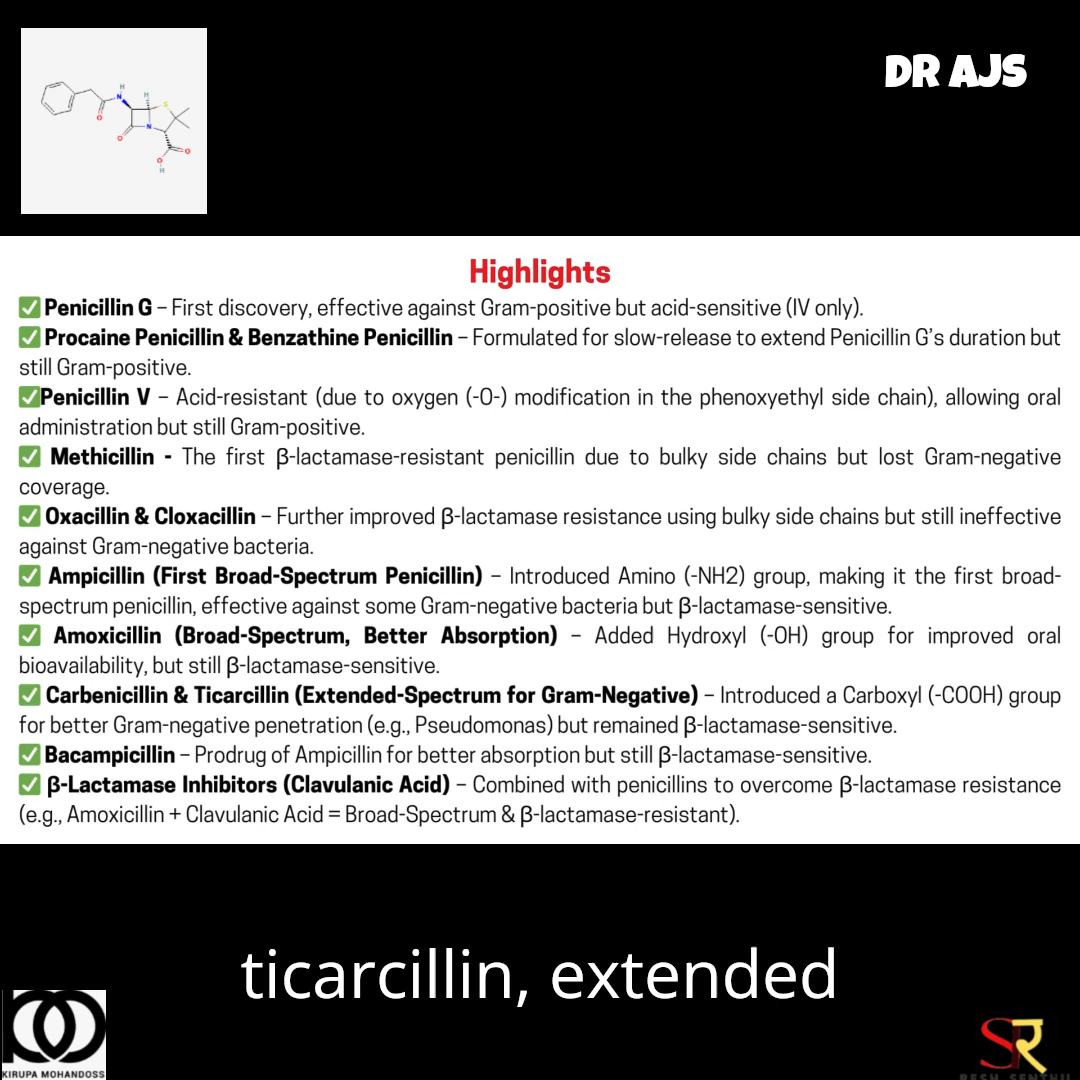 DR AJS
Highlights
✅ Penicillin G – First discovery, effective against Gram-positive but acid-sensitive (IV only).
✅ Procaine Penicillin & Benzathine Penicillin – Formulated for slow-release to extend Penicillin G’s duration but
still Gram-positive.
✅Penicillin V – Acid-resistant (due to oxygen (-O-) modification in the phenoxyethyl side chain), allowing oral
administration but still Gram-positive.
✅ Methicillin - The first β-lactamase-resistant penicillin due to bulky side chains but lost Gram-negative
coverage.
✅ Oxacillin & Cloxacillin – Further improved β-lactamase resistance using bulky side chains but still ineffective
against Gram-negative bacteria.
✅ Ampicillin (First Broad-Spectrum Penicillin) – Introduced Amino (-NH2) group, making it the first broad-
spectrum penicillin, effective against some Gram-negative bacteria but β-lactamase-sensitive.
✅ Amoxicillin (Broad-Spectrum, Better Absorption) – Added Hydroxyl (-OH) group for improved oral
bioavailability, but still β-lactamase-sensitive.
✅ Carbenicillin & Ticarcillin (Extended-Spectrum for Gram-Negative) – Introduced a Carboxyl (-COOH) group
for better Gram-negative penetration (e.g., Pseudomonas) but remained β-lactamase-sensitive.
✅ Bacampicillin – Prodrug of Ampicillin for better absorption but still β-lactamase-sensitive.
✅ β-Lactamase Inhibitors (Clavulanic Acid) – Combined with penicillins to overcome β-lactamase resistance
(e.g., Amoxicillin + Clavulanic Acid = Broad-Spectrum & β-lactamase-resistant).
ticarcillin, extended
KIRUPA MOHANDOSS